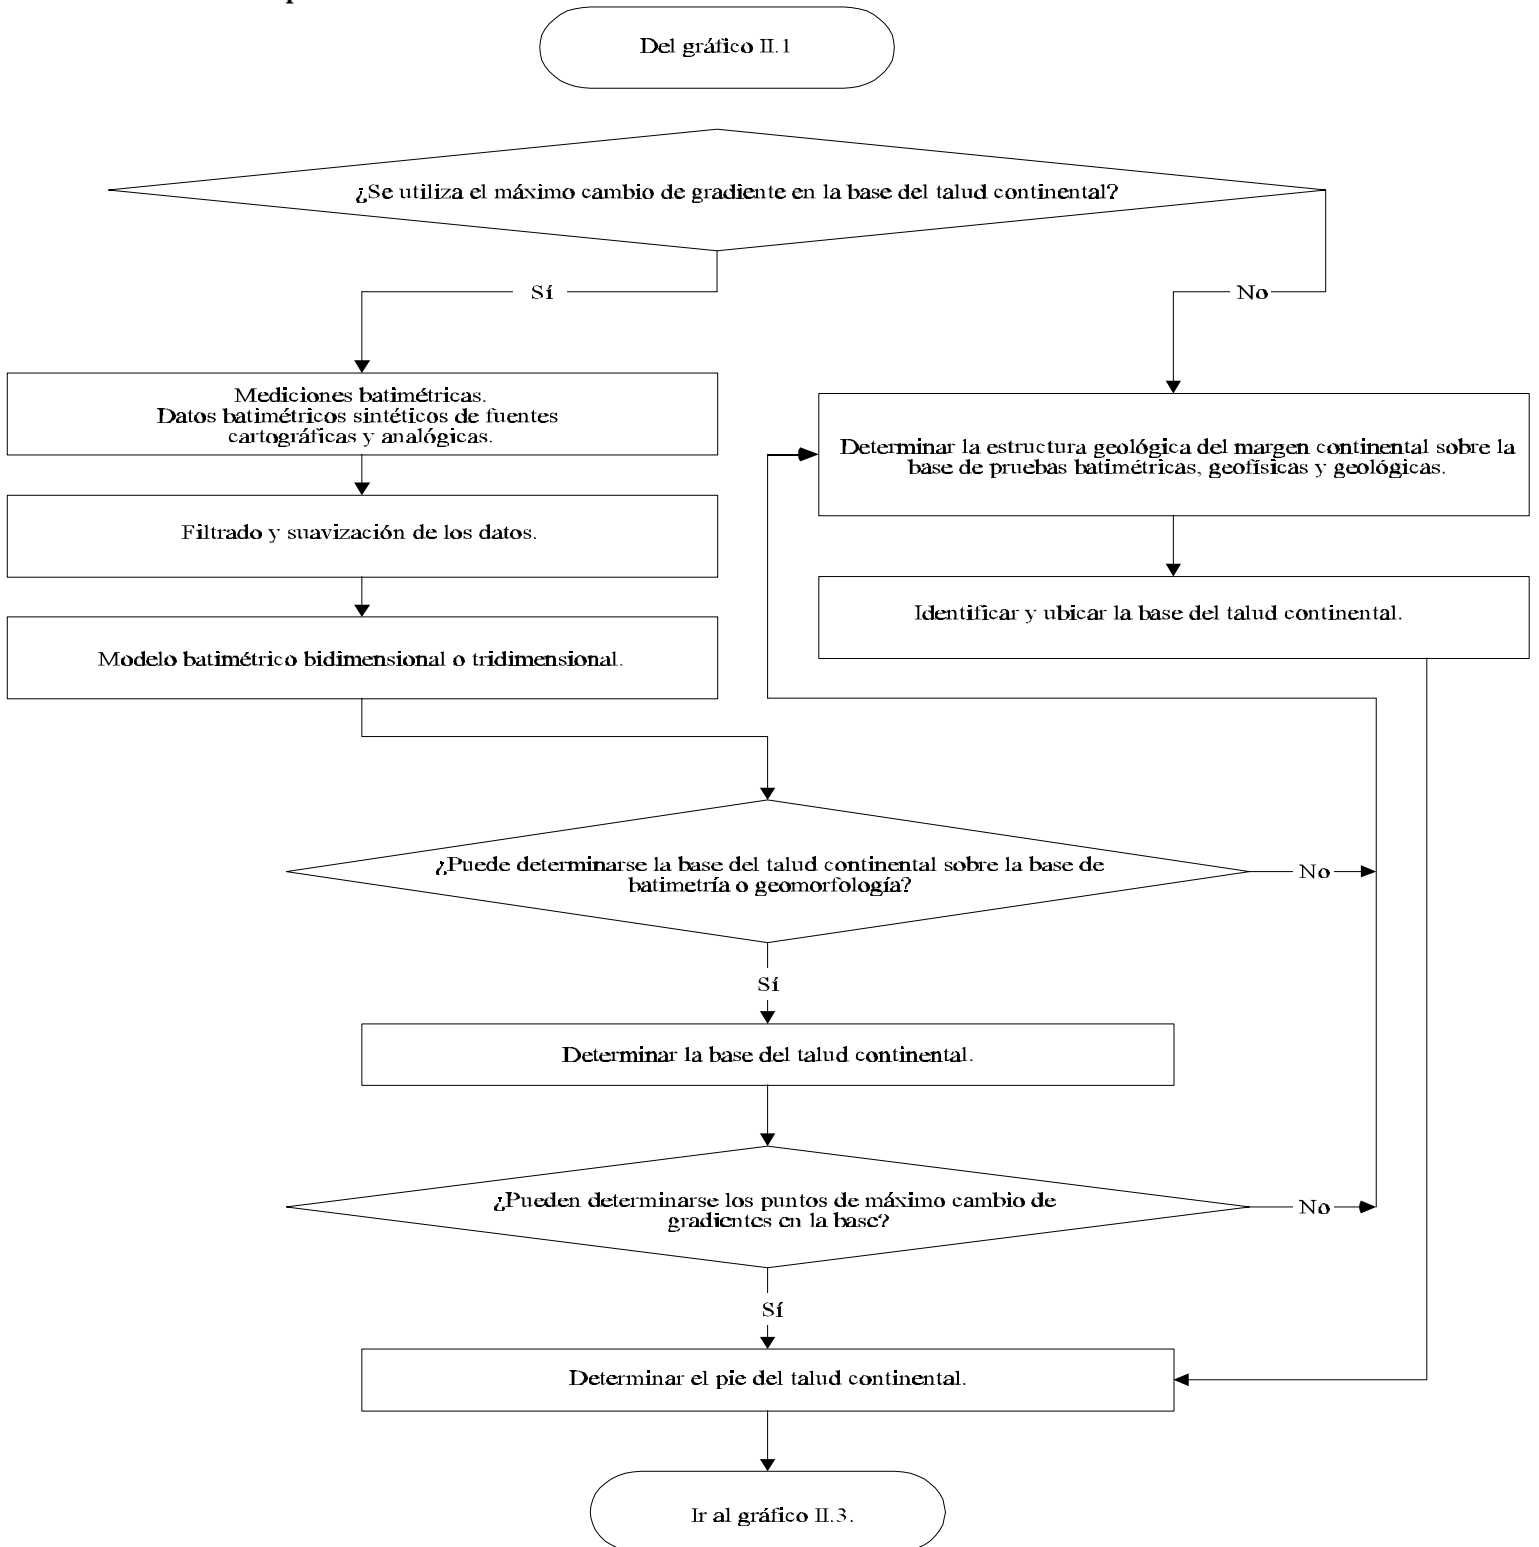 Del gráfico II.1
¿Se utiliza el máximo cambio de gradiente en la base del talud continental?
Sí
No
Mediciones batimétricas.
Datos batimétricos sintéticos de fuentes
cartográficas y analógicas.
Determinar la estructura geológica del margen continental sobre la
base de pruebas batimétricas, geofísicas y geológicas.
Filtrado y suavización de los datos.
Identificar y ubicar la base del talud continental.
Modelo batimétrico bidimensional o tridimensional.
¿Puede determinarse la base del talud continental sobre la base de
batimetría o geomorfología?
No
Sí
Determinar la base del talud continental.
¿Pueden determinarse los puntos de máximo cambio de
gradientes en la base?
No
Sí
Determinar el pie del talud continental.
Ir al gráfico II.3.